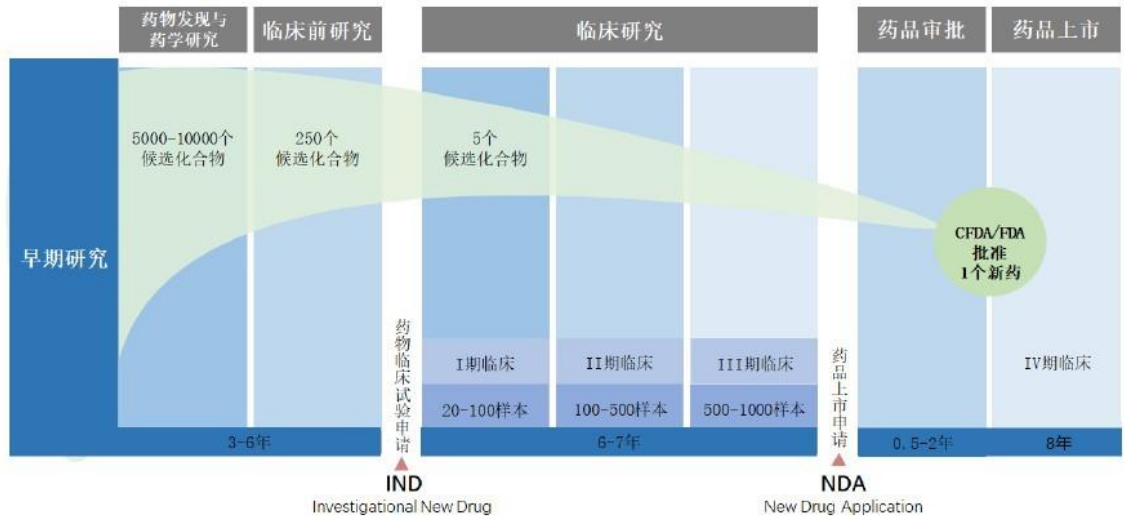 药物发现与
药学研究
临床前研究
临床研究
药品审批
药品上市
早期研究
5000-10000个
候选化合物
250个
候选化合物
5个
候选化合物
CFDA/FDA
批准
1个新药
药物临床试验申请
药品上市申请
I期临床
II期临床
III期临床
IV期临床
20-100样本
100-500样本
500-1000样本
3-6年
6-7年
0.5-2年
8年
IND
Investigational New Drug
NDA
New Drug Application